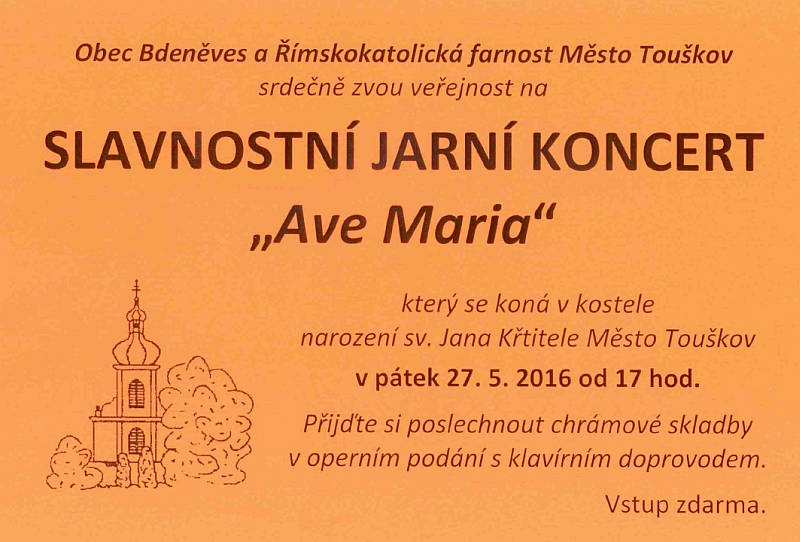 Obec Bdeněves a Římskokatolická farnost Město Touškov
srdečně zvou veřejnost na
SLAVNOSTNÍ JARNÍ KONCERT
„Ave Maria“
který se koná v kostele
narození sv. Jana Křtitele Město Touškov
v pátek 27. 5. 2016 od 17 hod.
Přijďte si poslechnout chrámové skladby
v operním podání s klavírním doprovodem.
Vstup zdarma.